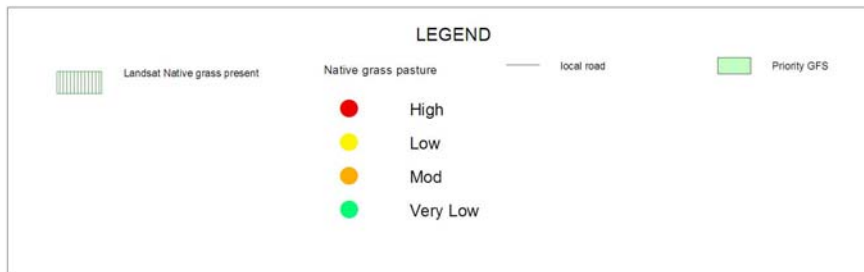 LEGEND
Landsat Native grass present
Native grass pasture
High
Low
Mod
Very Low
local road
Priority GFS